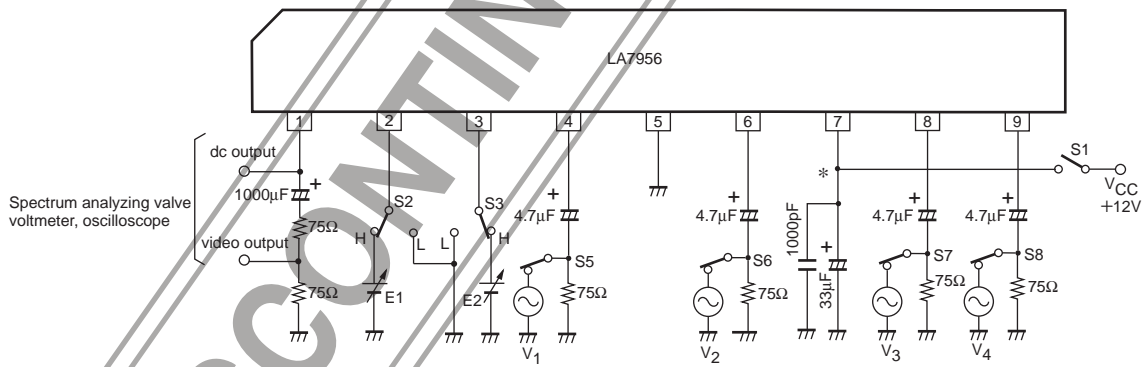 LA7956
1 2 3 4 5 6 7 8 9
dc output
S1
1000µF +
*
VCC
+12V
Spectrum analyzing valve
voltmeter, oscilloscope
75Ω
S2
S3
+
4.7µF
+
4.7µF
1000pF
+
+
4.7µF
+
4.7µF
video output
H
L
L
H
S5
S6
S7
S8
75Ω
E1
E2
75Ω
75Ω
33µF
75Ω
75Ω
V1
V2
V3
V4
CONTIN